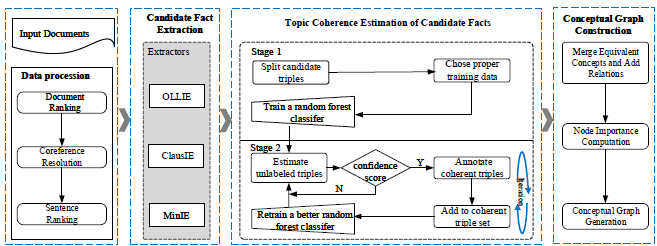 Input Documents
Data procession
Document
Ranking
Coreference
Resolution
Sentence
Ranking
Candidate Fact
Extraction
Extractors
OLLIE
ClausIE
MinIE
Topic Coherence Estimation of Candidate Facts
Stage 1
Split candidate
triples
Chose proper
training data
Train a random forest
classifer
Stage 2
Estimate
unlabeled triples
confidence
score
Y
N
Annotate
coherent triples
Iterations
Add to coherent
triple set
Retrain a better random
forest classifer
Conceptual Graph
Construction
Merge Equivalent
Concepts and Add
Relations
Node Importance
Computation
Conceptual Graph
Generation